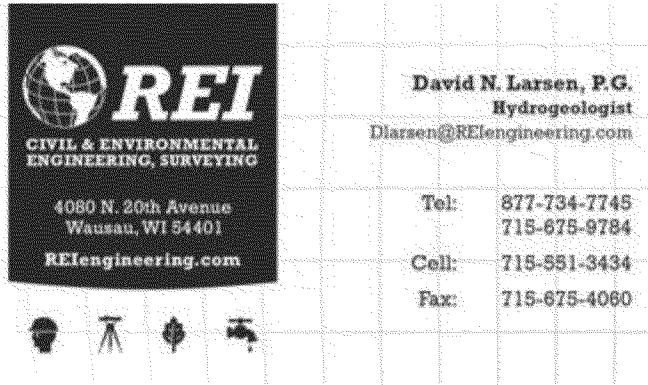 REI
CIVIL & ENVIRONMENTAL
ENGINEERING, SURVEYING
4080 N. 20th Avenue
Wausau, WI 54401
REIengineering.com
David N. Larsen, P.G.
Hydrogeologist
Dlarsen@REIengineering.com
Tel: 877-734-7745
715-675-9784
Cell: 715-551-3434
Fax: 715-675-4060